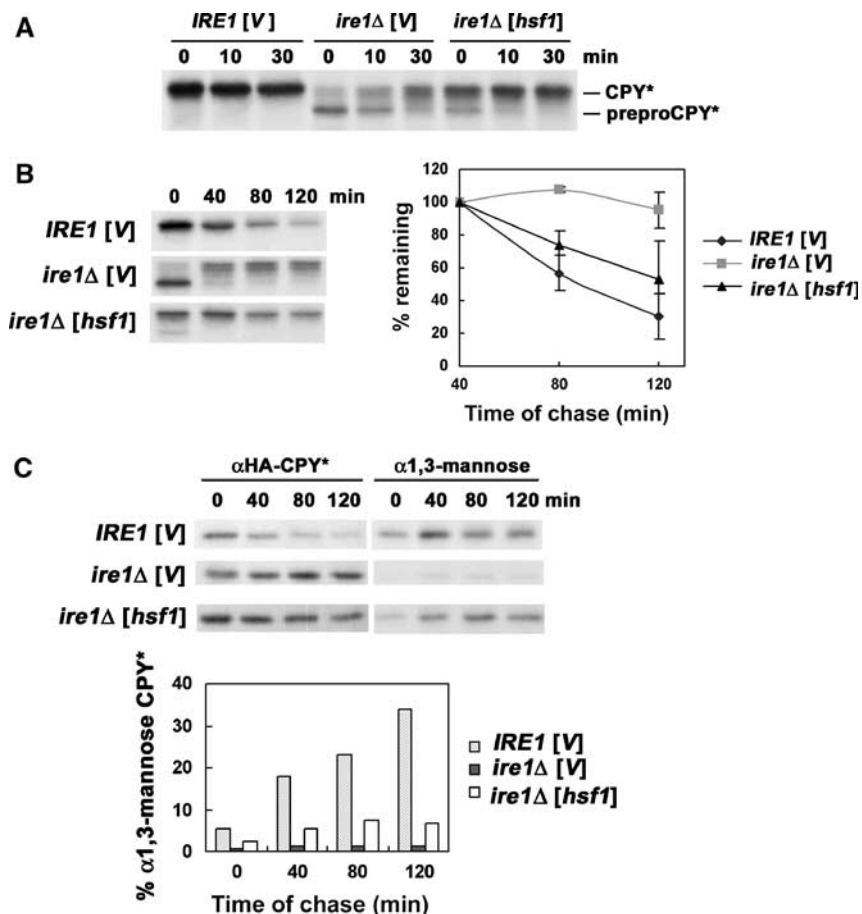 A
IRE1 [V] ire1Δ [V] ire1Δ [hsf1]
0 10 30 0 10 30 0 10 30 min
CPY*
preproCPY*
B
0 40 80 120 min
IRE1 [V]
ire1Δ [V]
ire1Δ [hsf1]
% remaining
120
100
80
60
40
20
0
40 80 120
Time of chase (min)
IRE1 [V]
ire1Δ [V]
ire1Δ [hsf1]
C
αHA-CPY* α1,3-mannose
0 40 80 120 0 40 80 120 min
IRE1 [V]
ire1Δ [V]
ire1Δ [hsf1]
% α1,3-mannose CPY*
40
30
20
10
0
0 40 80 120
Time of chase (min)
IRE1 [V]
ire1Δ [V]
ire1Δ [hsf1]